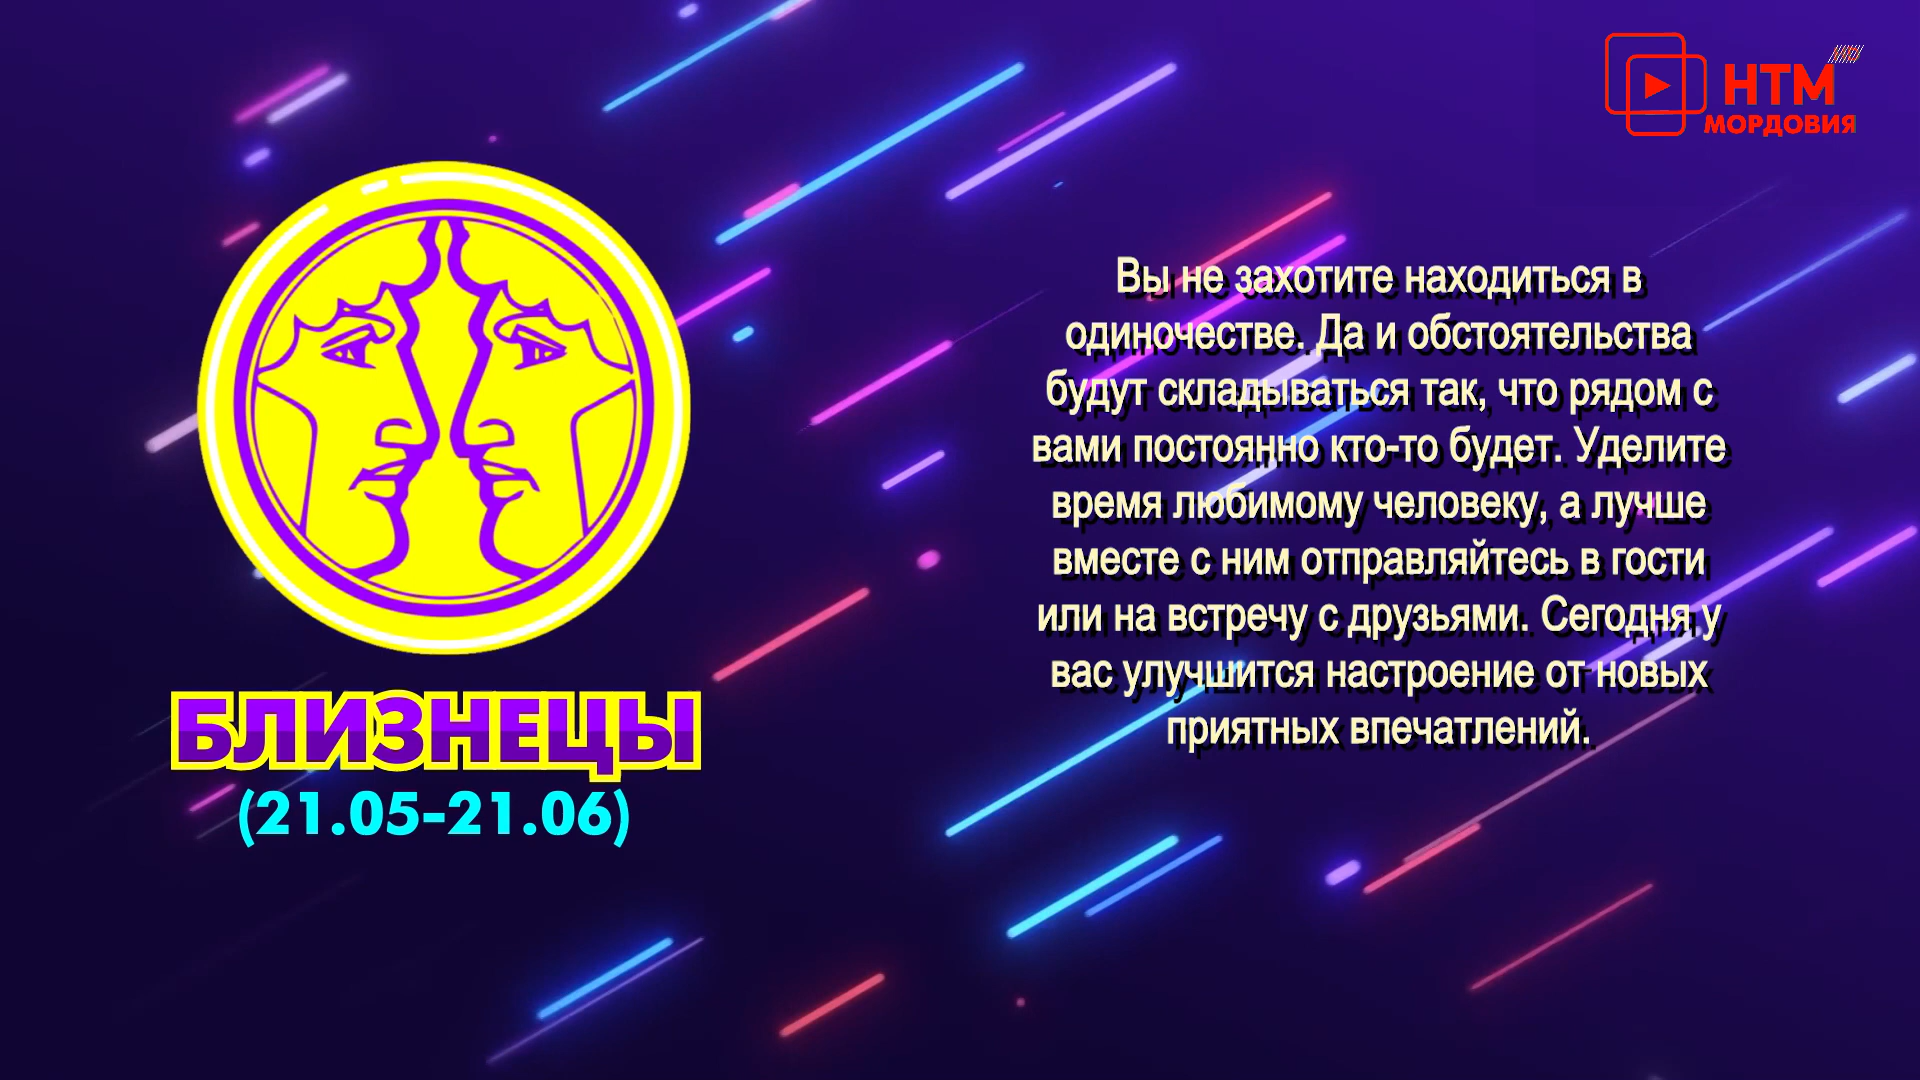 НТМ
МОРДОВИЯ
Вы не захотите находиться в
одиночестве. Да и обстоятельства
будут складываться так, что рядом с
вами постоянно кто-то будет. Уделите
время любимому человеку, а лучше
вместе с ним отправляйтесь в гости
или на встречу с друзьями. Сегодня у
вас улучшится настроение от новых
приятных впечатлений.
БЛИЗНЕЦЫ
(21.05-21.06)